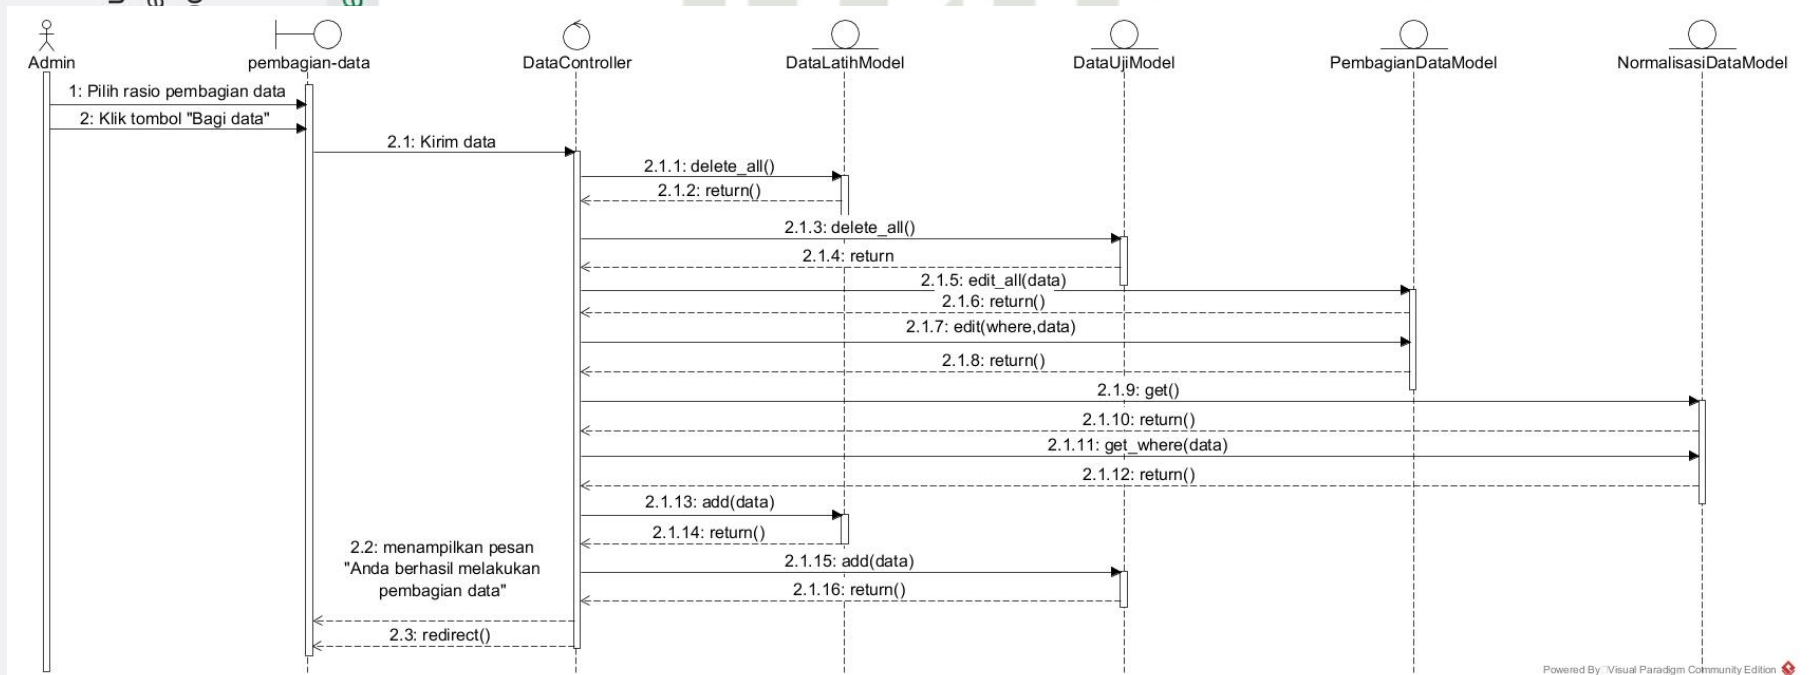 Admin
pembagian-data
DataController
DataLatihModel
DataUjiModel
PembagianDataModel
NormalisasiDataModel
1: Pilih rasio pembagian data
2: Klik tombol "Bagi data"
2.1: Kirim data
2.1.1: delete_all()
2.1.2: return()
2.1.3: delete_all()
2.1.4: return
2.1.5: edit_all(data)
2.1.6: return()
2.1.7: edit(where,data)
2.1.8: return()
2.1.9: get()
2.1.10: return()
2.1.11: get_where(data)
2.1.12: return()
2.1.13: add(data)
2.1.14: return()
2.2: menampilkan pesan
"Anda berhasil melakukan
pembagian data"
2.1.15: add(data)
2.1.16: return()
2.3: redirect()
Powered By Visual Paradigm Community Edition